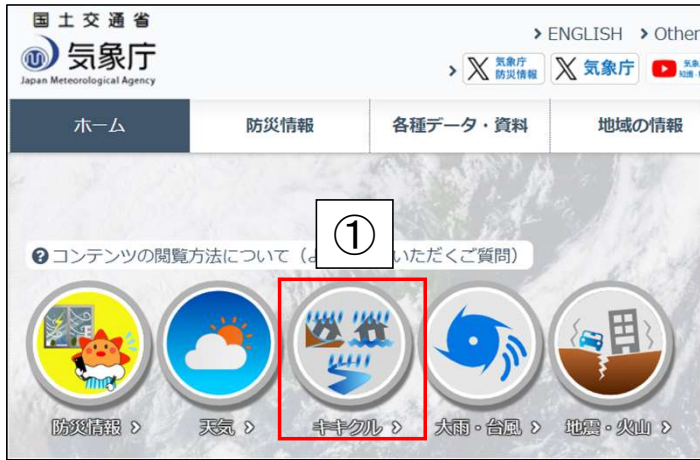 国土交通省
気象庁
Japan Meteorological Agency
> ENGLISH > Other
> X 気象庁 防災情報 X 気象庁
ホーム 防災情報 各種データ・資料 地域の情報
①
? コンテンツの閲覧方法について（よ いただくご質問）
防災情報 > 天気 > キキクル > 大雨・台風 > 地震・火山 >